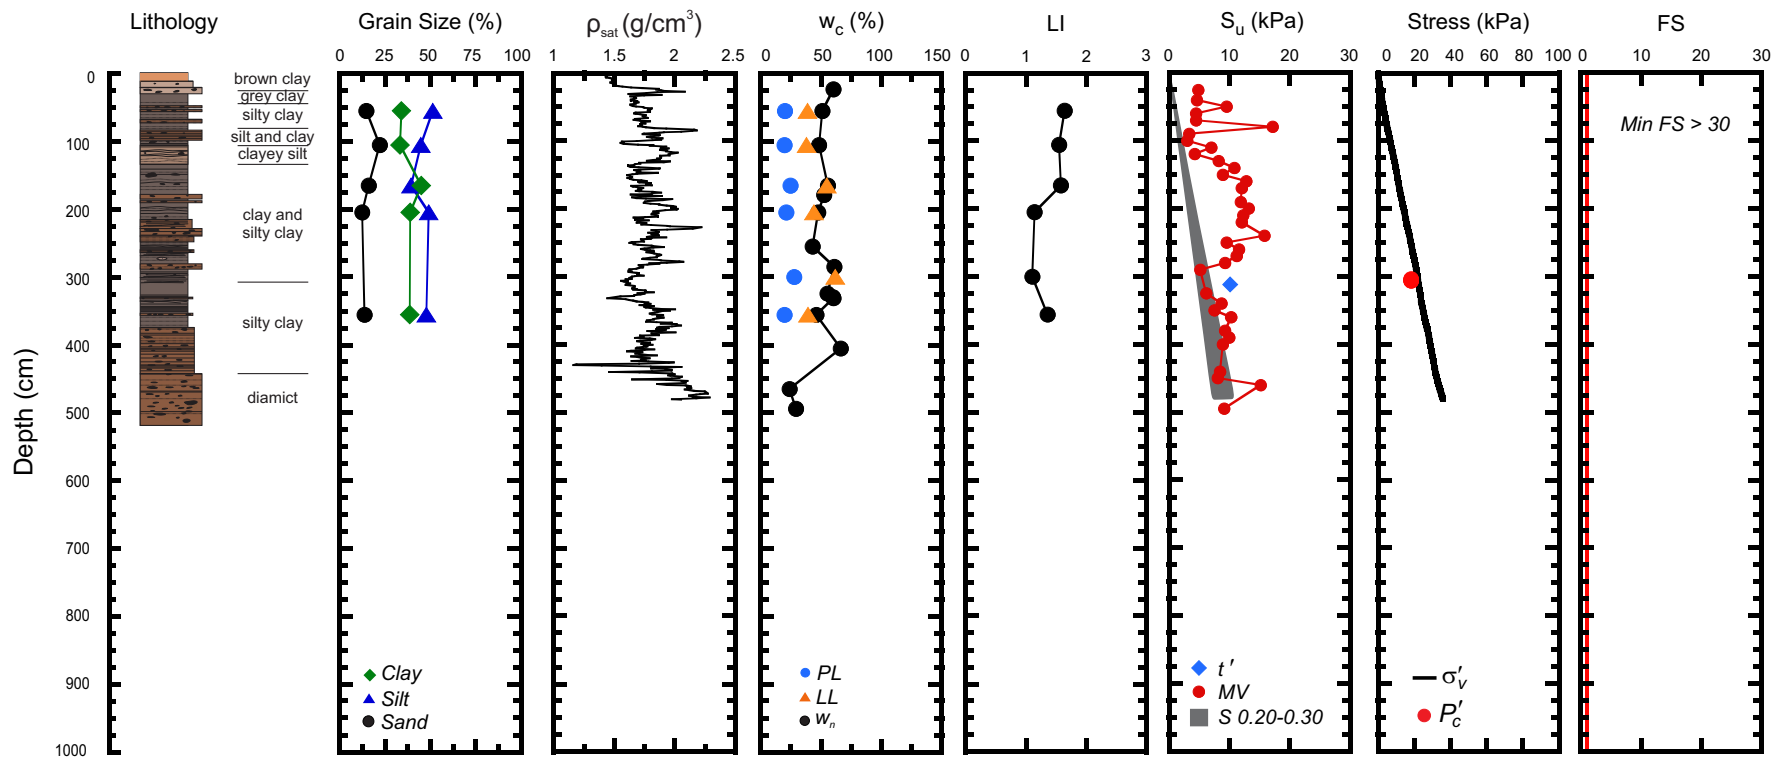 Lithology
Grain Size (%)
ρsat (g/cm³)
wc (%)
LI
Su (kPa)
Stress (kPa)
FS
0 25 50 75 100
1 1.5 2 2.5
0 50 100 150
0 1 2 3
0 10 20 30
0 20 40 60 80 100
0 10 20 30
Depth (cm)
0
100
200
300
400
500
600
700
800
900
1000
brown clay
grey clay
silty clay
silt and clay
clayey silt
clay and
silty clay
silty clay
diamict
Clay
Silt
Sand
PL
LL
wn
t′
MV
S 0.20-0.30
σ′v
P′c
Min FS > 30